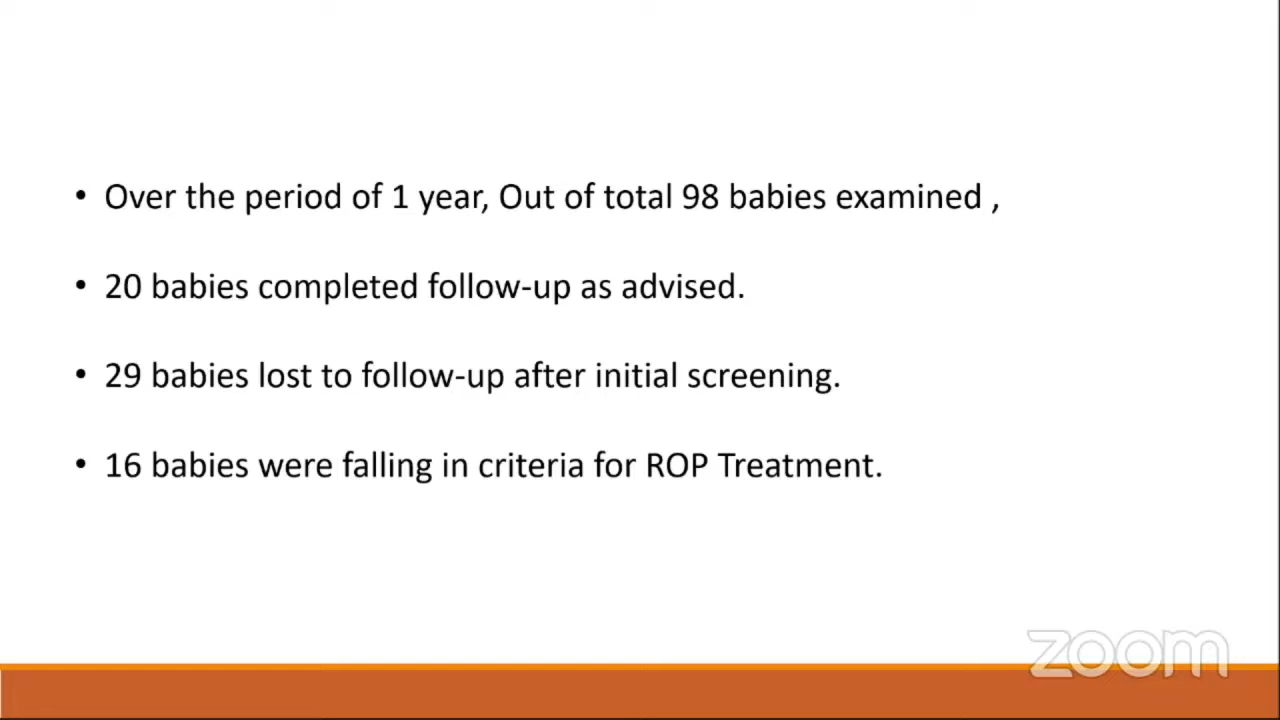 • Over the period of 1 year, Out of total 98 babies examined ,
• 20 babies completed follow-up as advised.
• 29 babies lost to follow-up after initial screening.
• 16 babies were falling in criteria for ROP Treatment.
zoom